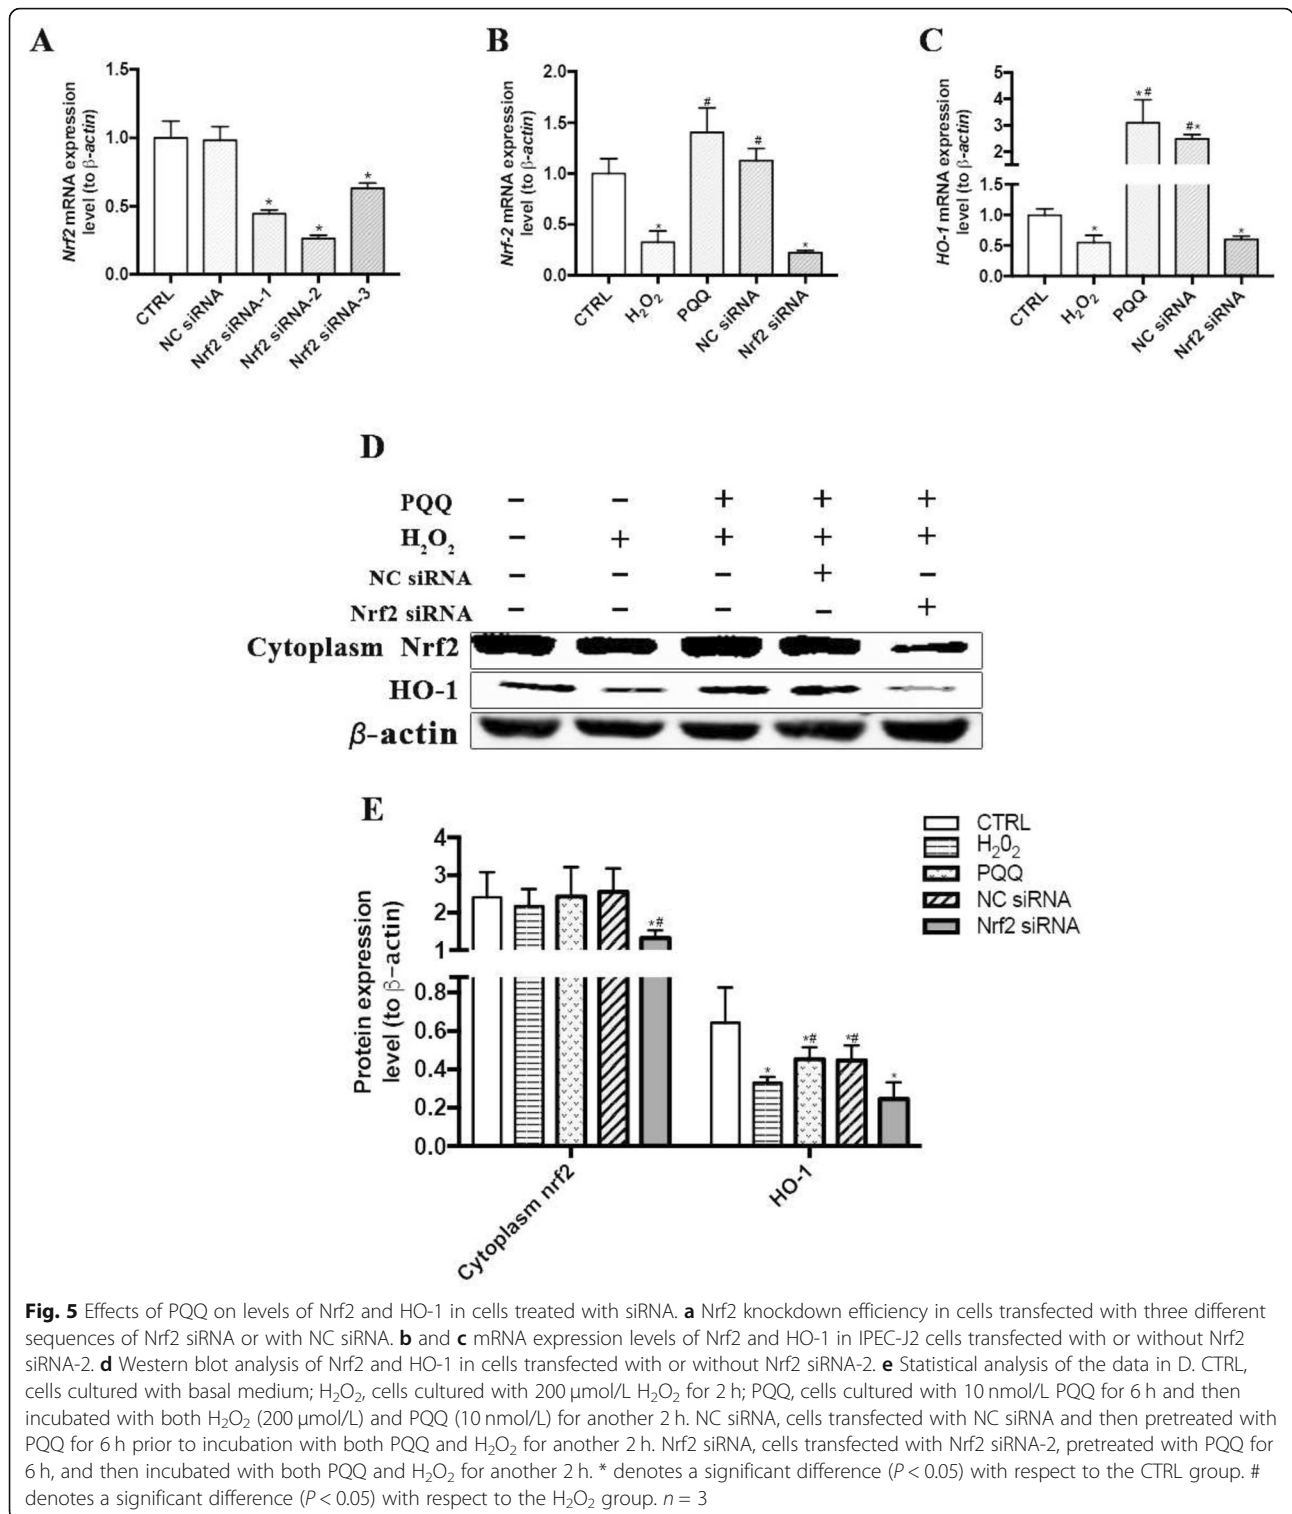 A
Nrf2 mRNA expression
level (to β-actin)
1.5
1.0
0.5
0.0
*
*
*
CTRL
NC siRNA
Nrf2 siRNA-1
Nrf2 siRNA-2
Nrf2 siRNA-3
B
Nrf-2 mRNA expression
level (to β-actin)
2.0
1.5
1.0
0.5
0.0
*
#
#
*
CTRL
H₂O₂
PQQ
NC siRNA
Nrf2 siRNA
C
HO-1 mRNA expression
level (to β-actin)
5
4
3
2
1.5
1.0
0.5
0.0
*
*#
#*
*
CTRL
H₂O₂
PQQ
NC siRNA
Nrf2 siRNA
D
PQQ − − + + +
H₂O₂ − + + + +
NC siRNA − − − + −
Nrf2 siRNA − − − − +
Cytoplasm Nrf2
HO-1
β-actin
E
Protein expression
level (to β-actin)
4
3
2
1
0.8
0.6
0.4
0.2
0.0
*#
*
*#
*#
*
Cytoplasm nrf2
HO-1
CTRL
H₂0₂
PQQ
NC siRNA
Nrf2 siRNA
Fig. 5 Effects of PQQ on levels of Nrf2 and HO-1 in cells treated with siRNA. a Nrf2 knockdown efficiency in cells transfected with three different
sequences of Nrf2 siRNA or with NC siRNA. b and c mRNA expression levels of Nrf2 and HO-1 in IPEC-J2 cells transfected with or without Nrf2
siRNA-2. d Western blot analysis of Nrf2 and HO-1 in cells transfected with or without Nrf2 siRNA-2. e Statistical analysis of the data in D. CTRL,
cells cultured with basal medium; H₂O₂, cells cultured with 200 μmol/L H₂O₂ for 2 h; PQQ, cells cultured with 10 nmol/L PQQ for 6 h and then
incubated with both H₂O₂ (200 μmol/L) and PQQ (10 nmol/L) for another 2 h. NC siRNA, cells transfected with NC siRNA and then pretreated with
PQQ for 6 h prior to incubation with both PQQ and H₂O₂ for another 2 h. Nrf2 siRNA, cells transfected with Nrf2 siRNA-2, pretreated with PQQ for
6 h, and then incubated with both PQQ and H₂O₂ for another 2 h. * denotes a significant difference (P < 0.05) with respect to the CTRL group. #
denotes a significant difference (P < 0.05) with respect to the H₂O₂ group. n = 3